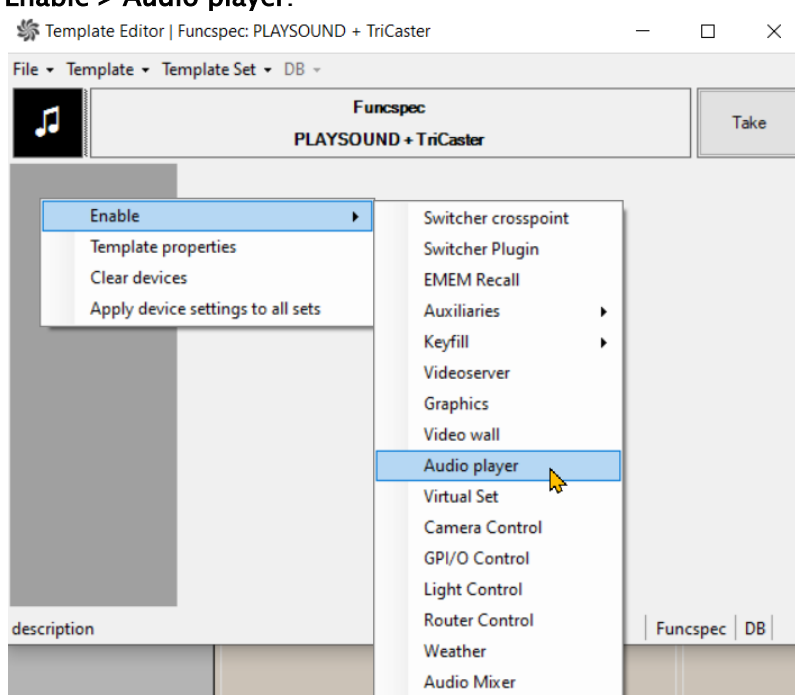 Enable > Audio player.
Template Editor | Funcspec: PLAYSOUND + TriCaster
File Template Template Set DB
Funcspec
PLAYSOUND + TriCaster
Take
Enable
Template properties
Clear devices
Apply device settings to all sets
Switcher crosspoint
Switcher Plugin
EMEM Recall
Auxiliaries
Keyfill
Videoserver
Graphics
Video wall
Audio player
Virtual Set
Camera Control
GPI/O Control
Light Control
Router Control
Weather
Audio Mixer
description
Funcspec DB